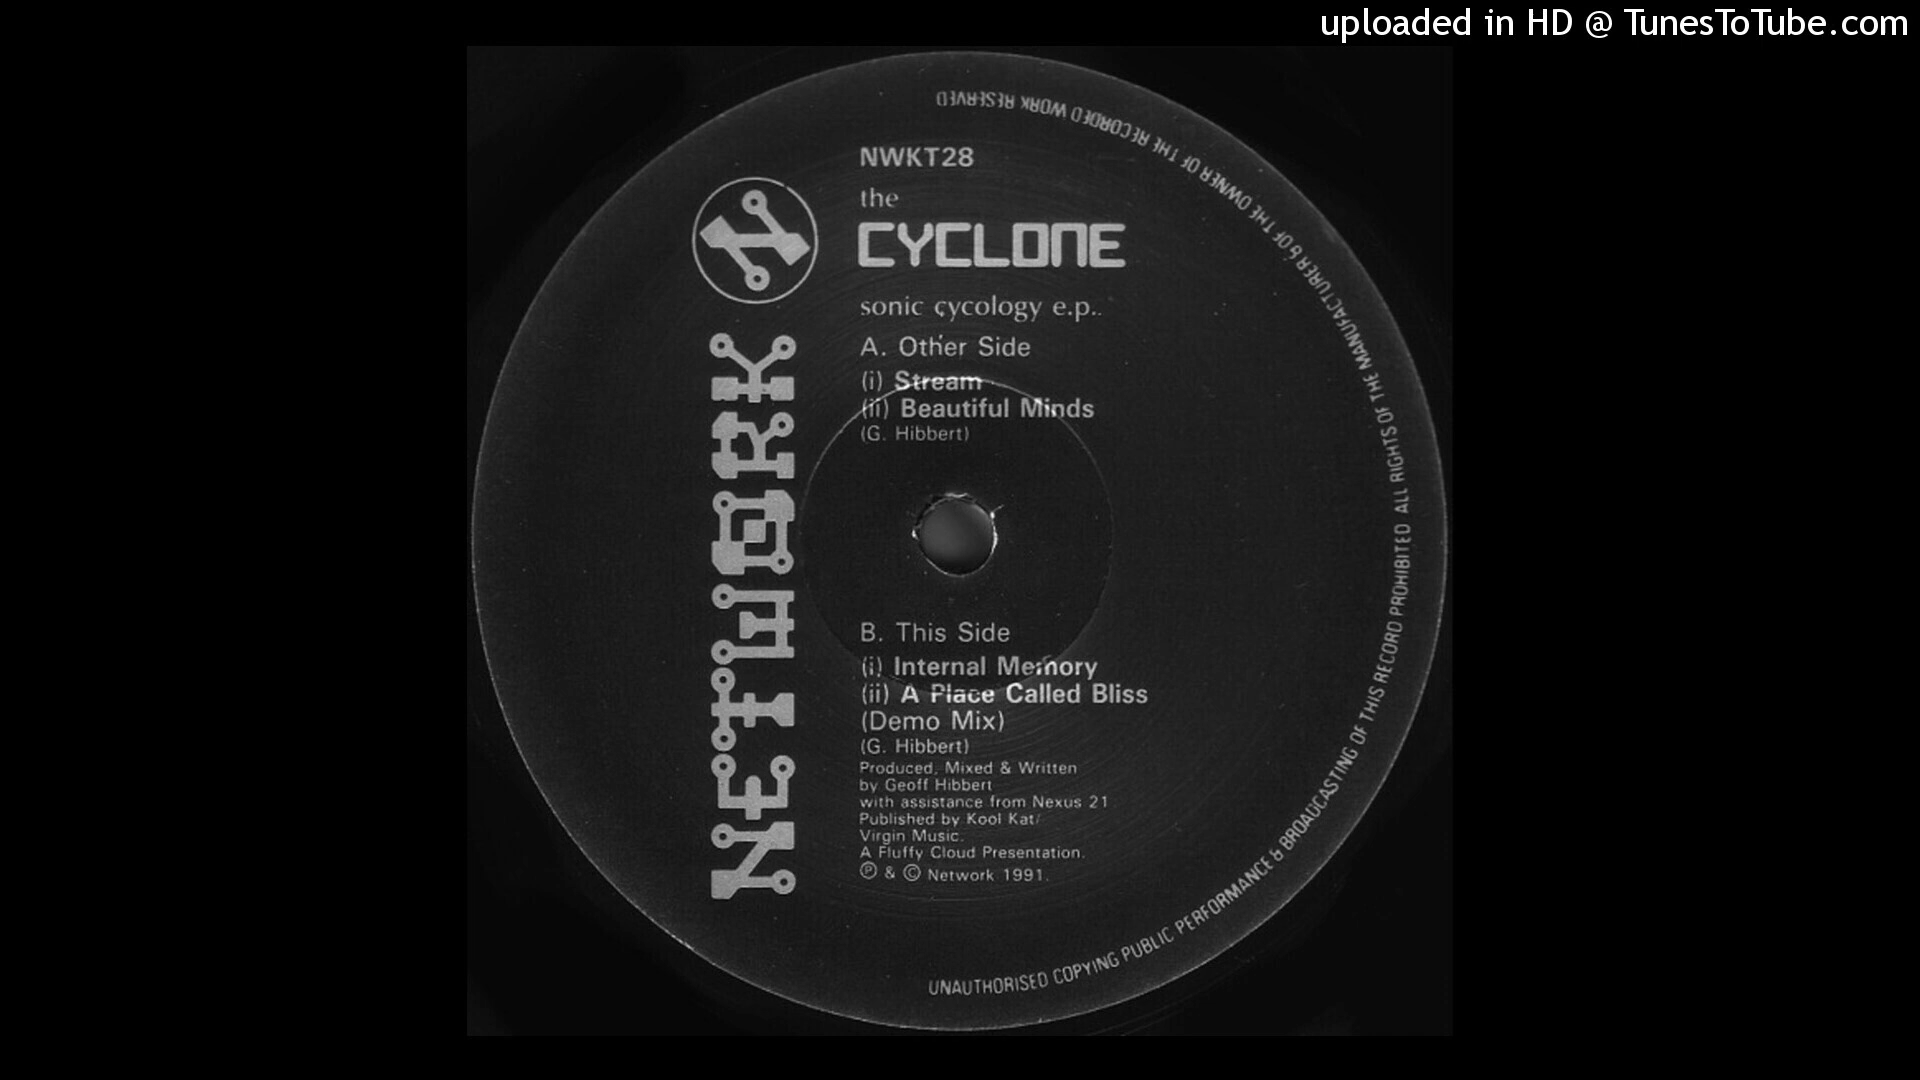 uploaded in HD @ TunesToTube.com
NWKT28
the
CYCLONE
sonic cycology e.p..
A. Other Side
(i) Stream
(ii) Beautiful Minds
(G. Hibbert)
B. This Side
(i) Internal Memory
(ii) A Place Called Bliss
(Demo Mix)
(G. Hibbert)
Produced, Mixed & Written
by Geoff Hibbert
with assistance from Nexus 21
Published by Kool Kat/
Virgin Music.
A Fluffy Cloud Presentation.
℗ & © Network 1991.
NETWORK
N
UNAUTHORISED COPYING PUBLIC PERFORMANCE & BROADCASTING OF THIS RECORD PROHIBITED ALL RIGHTS OF THE MANUFACTURER & OF THE OWNER OF THE RECORDED WORK RESERVED